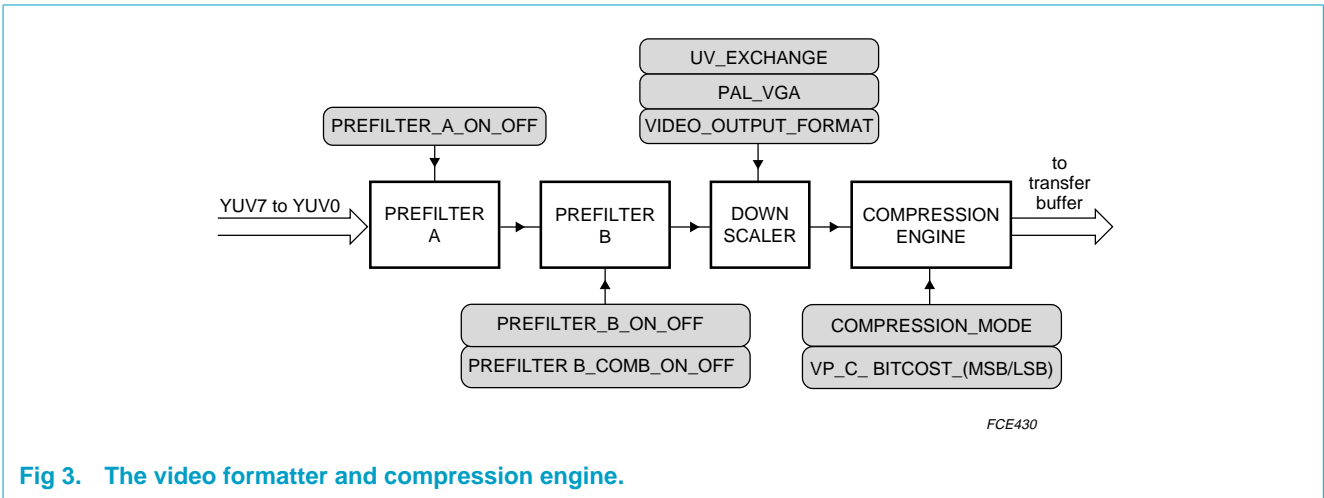 UV_EXCHANGE
PAL_VGA
VIDEO_OUTPUT_FORMAT
PREFILTER_A_ON_OFF
to
transfer
buffer
YUV7 to YUV0
PREFILTER
A
PREFILTER
B
DOWN
SCALER
COMPRESSION
ENGINE
PREFILTER_B_ON_OFF
PREFILTER B_COMB_ON_OFF
COMPRESSION_MODE
VP_C_ BITCOST_(MSB/LSB)
FCE430
Fig 3. The video formatter and compression engine.